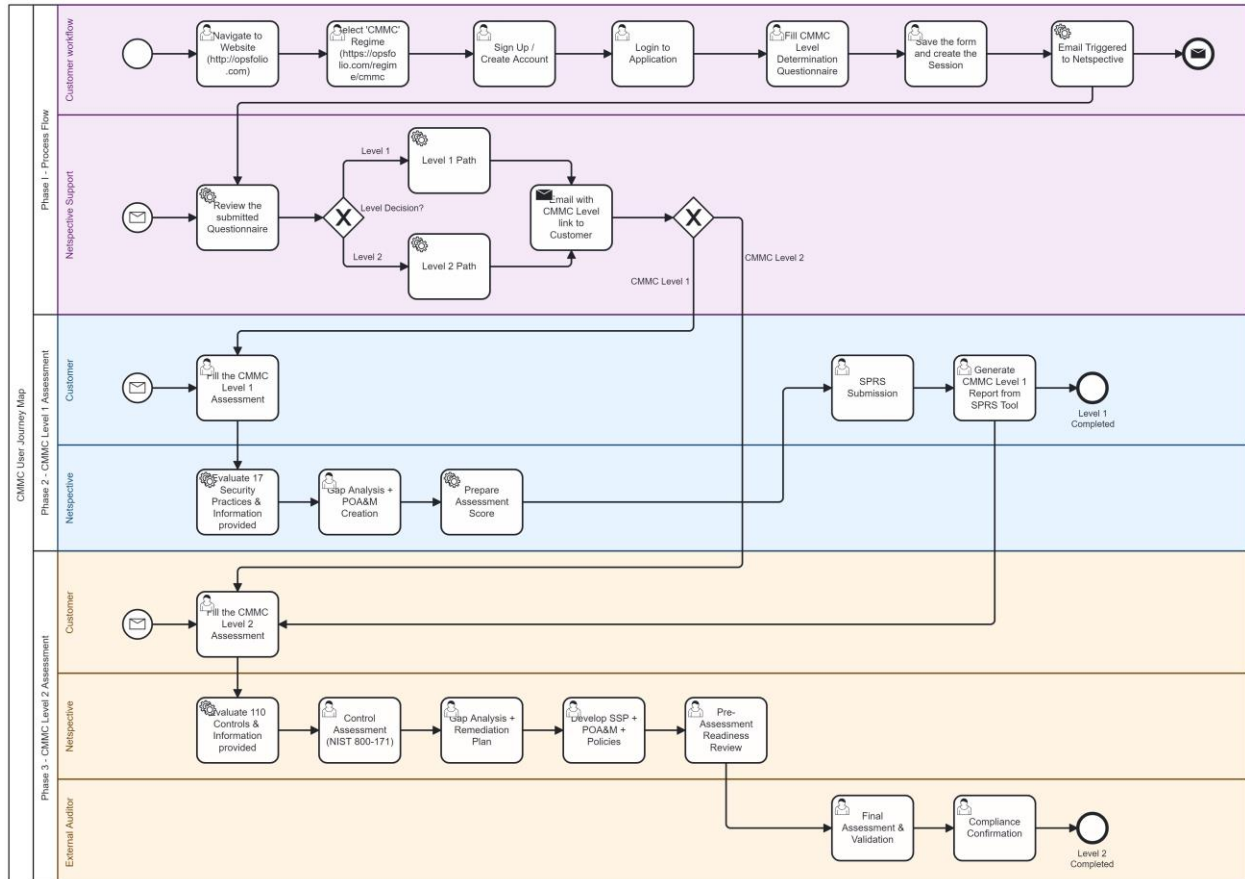 CMMC User Journey Map
Phase I - Process Flow
Customer workflow
Navigate to
Website
(http://opsfolio
.com)
Select 'CMMC'
Regime
(https://opsfo
lio.com/regim
e/cmmc
Sign Up /
Create Account
Login to
Application
Fill CMMC
Level
Determination
Questionnaire
Save the form
and create the
Session
Email Triggered
to Netspective
Netspective Support
Review the
submitted
Questionnaire
Level Decision?
Level 1
Level 1 Path
Level 2
Level 2 Path
Email with
CMMC Level
link to
Customer
CMMC Level 1
CMMC Level 2
Phase 2 - CMMC Level 1 Assessment
Customer
Fill the CMMC
Level 1
Assessment
SPRS
Submission
Generate
CMMC Level 1
Report from
SPRS Tool
Level 1
Completed
Netspective
Evaluate 17
Security
Practices &
Information
provided
Gap Analysis +
POA&M
Creation
Prepare
Assessment
Score
Phase 3 - CMMC Level 2 Assessment
Customer
Fill the CMMC
Level 2
Assessment
Netspective
Evaluate 110
Controls &
Information
provided
Control
Assessment
(NIST 800-171)
Gap Analysis +
Remediation
Plan
Develop SSP +
POA&M +
Policies
Pre-
Assessment
Readiness
Review
External Auditor
Final
Assessment &
Validation
Compliance
Confirmation
Level 2
Completed